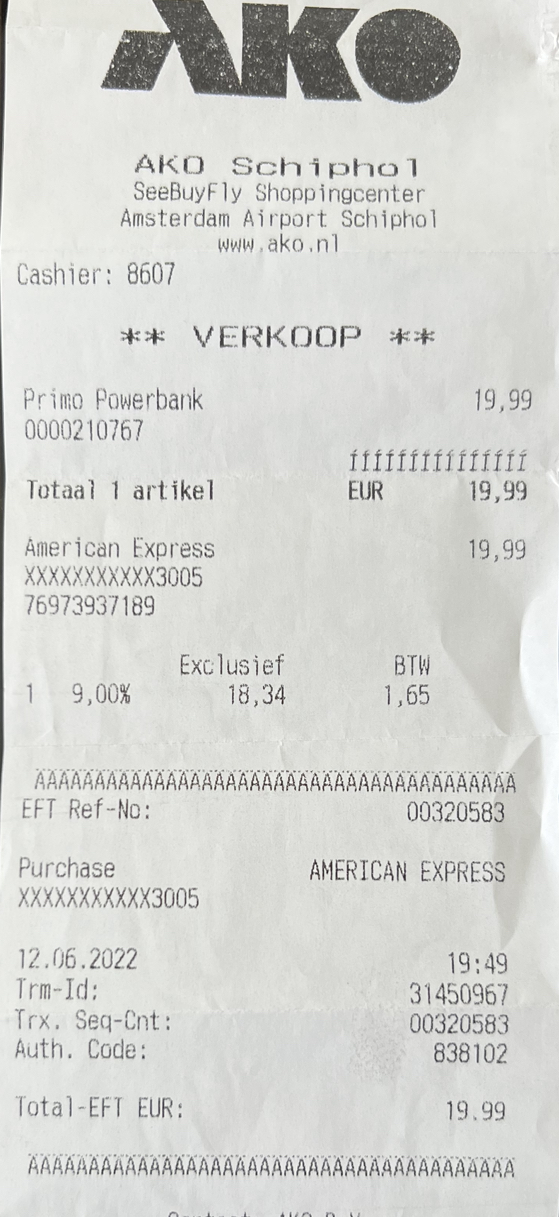 AKO
AKO Schiphol
SeeBuyFly Shoppingcenter
Amsterdam Airport Schiphol
www.ako.nl
Cashier: 8607
** VERKOOP **
Primo Powerbank 19,99
0000210767
ííííííííííííííí
Totaal 1 artikel EUR 19,99
American Express 19,99
XXXXXXXXXXX3005
76973937189
Exclusief BTW
1 9,00% 18,34 1,65
ÄÄÄÄÄÄÄÄÄÄÄÄÄÄÄÄÄÄÄÄÄÄÄÄÄÄÄÄÄÄÄÄÄÄÄÄÄÄÄÄ
EFT Ref-No: 00320583
Purchase AMERICAN EXPRESS
XXXXXXXXXXX3005
12.06.2022 19:49
Trm-Id: 31450967
Trx. Seq-Cnt: 00320583
Auth. Code: 838102
Total-EFT EUR: 19.99
ÄÄÄÄÄÄÄÄÄÄÄÄÄÄÄÄÄÄÄÄÄÄÄÄÄÄÄÄÄÄÄÄÄÄÄÄÄÄÄÄ